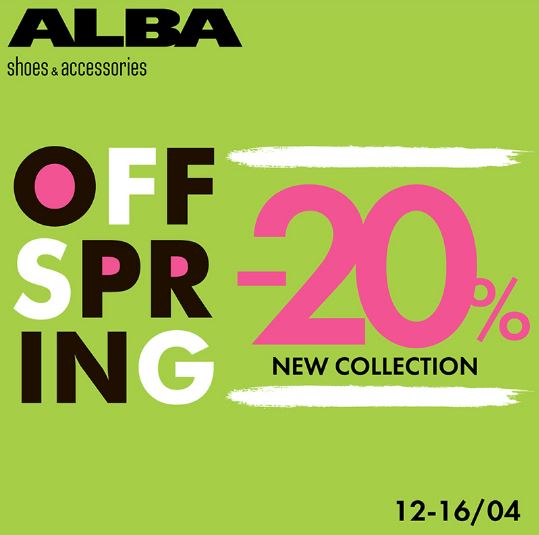 ALBA
shoes & accessories
OFF
SPR
ING
-20%
NEW COLLECTION
12-16/04